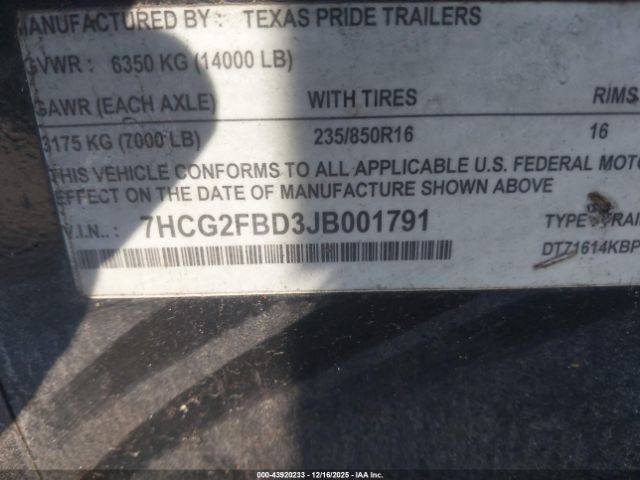 MANUFACTURED BY : TEXAS PRIDE TRAILERS
GVWR : 6350 KG (14000 LB)
GAWR (EACH AXLE) WITH TIRES RIMS
3175 KG (7000 LB) 235/850R16 16
THIS VEHICLE CONFORMS TO ALL APPLICABLE U.S. FEDERAL MOTO
EFFECT ON THE DATE OF MANUFACTURE SHOWN ABOVE
V.I.N.: 7HCG2FBD3JB001791 TYPE: TRAI
DT71614KBP
000-43920233 - 12/16/2025 - IAA, Inc.